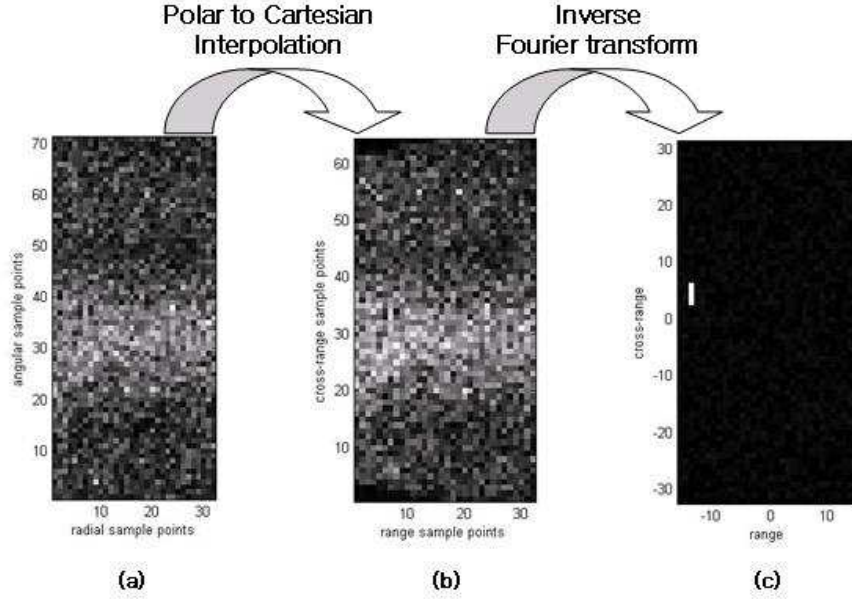 Polar to Cartesian
Interpolation
Inverse
Fourier transform
70
60
50
40
30
20
10
angular sample points
10 20 30
radial sample points
(a)
60
50
40
30
20
10
cross-range sample points
10 20 30
range sample points
(b)
30
20
10
0
-10
-20
-30
cross-range
-10 0 10
range
(c)